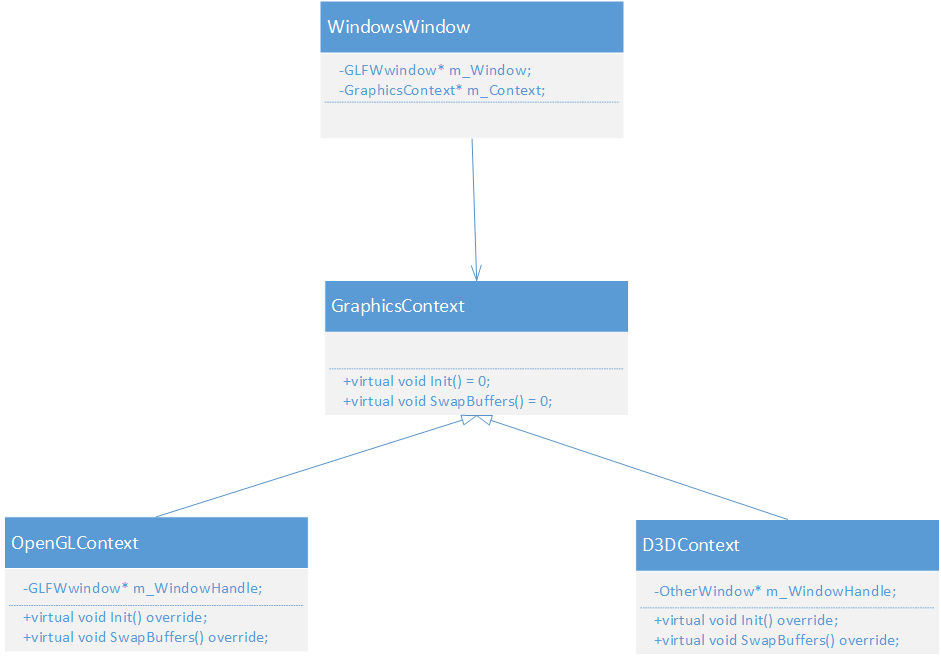 WindowsWindow
-GLFWwindow* m_Window;
-GraphicsContext* m_Context;
GraphicsContext
+virtual void Init() = 0;
+virtual void SwapBuffers() = 0;
OpenGLContext
-GLFWwindow* m_WindowHandle;
+virtual void Init() override;
+virtual void SwapBuffers() override;
D3DContext
-OtherWindow* m_WindowHandle;
+virtual void Init() override;
+virtual void SwapBuffers() override;